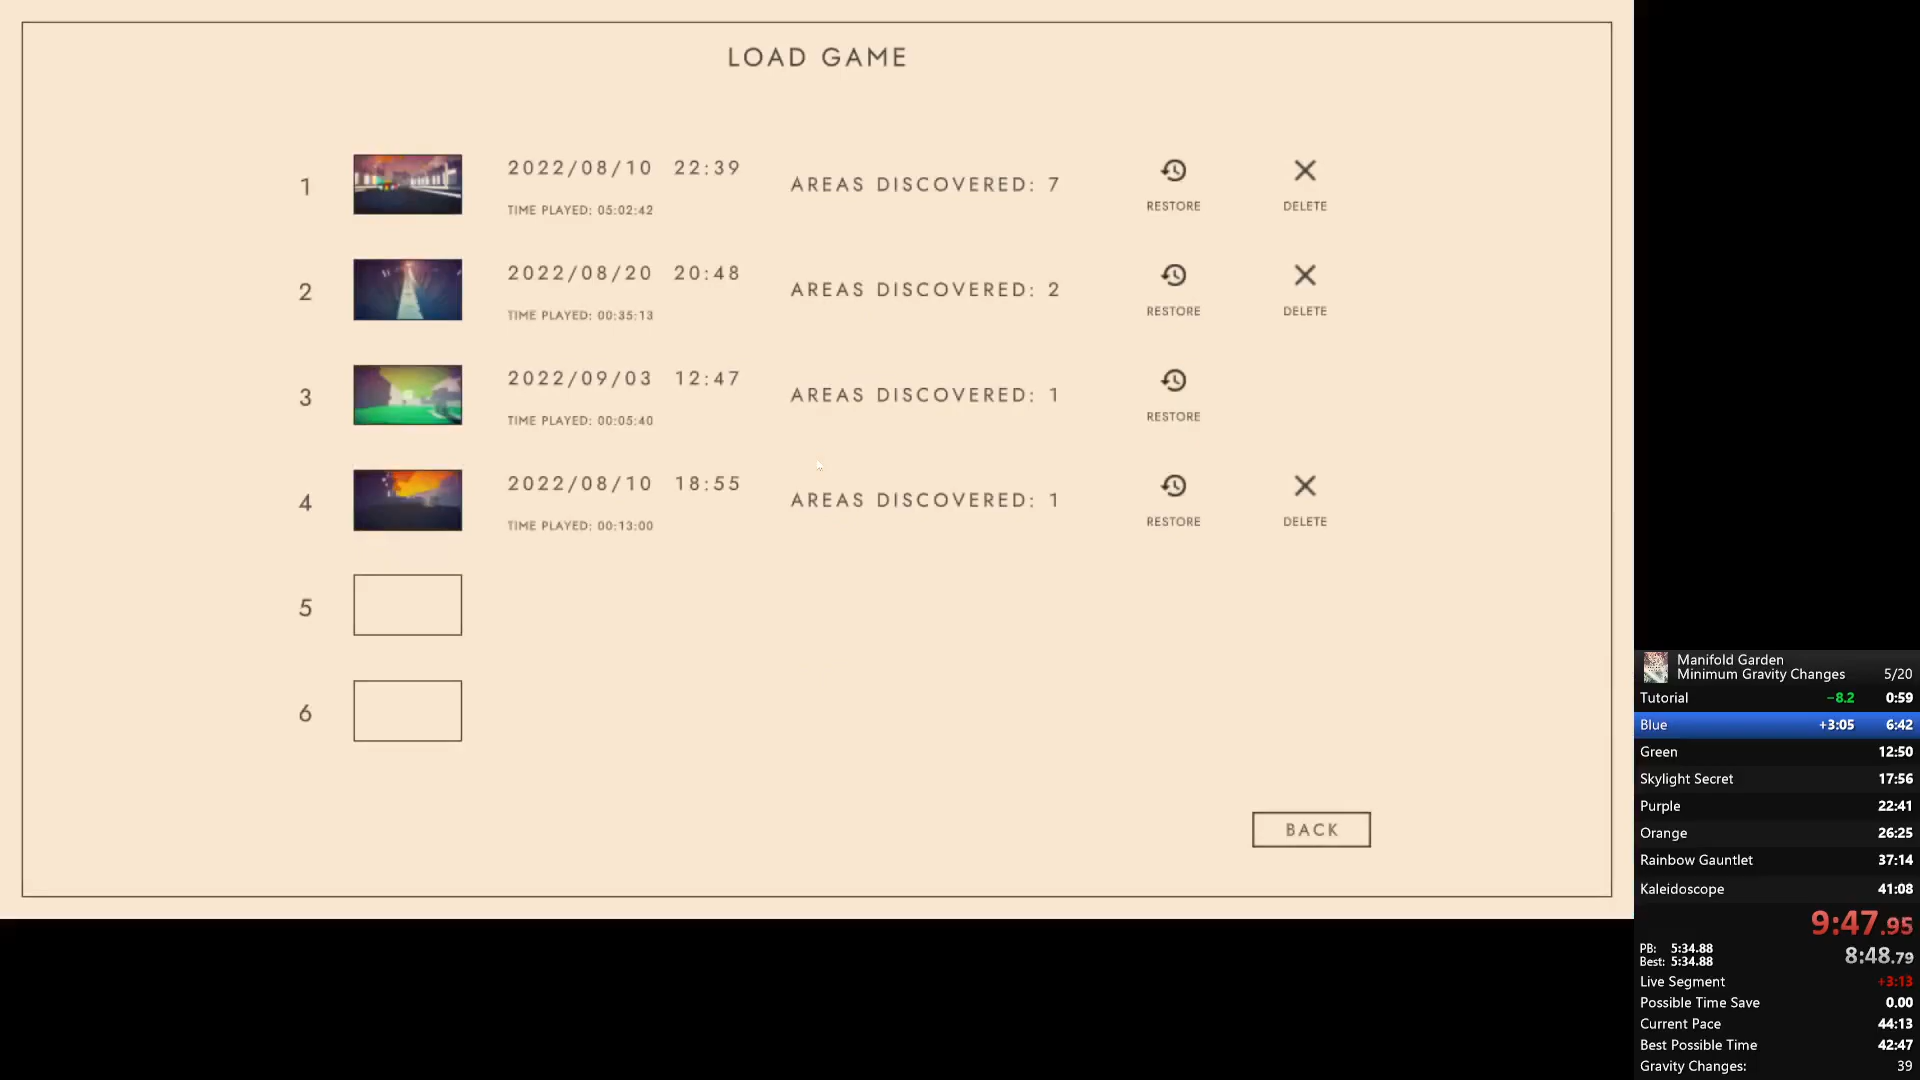 LOAD GAME
1
2022/08/10 22:39
TIME PLAYED: 05:02:42
AREAS DISCOVERED: 7
RESTORE
DELETE
2
2022/08/20 20:48
TIME PLAYED: 00:35:13
AREAS DISCOVERED: 2
RESTORE
DELETE
3
2022/09/03 12:47
TIME PLAYED: 00:05:40
AREAS DISCOVERED: 1
RESTORE
4
2022/08/10 18:55
TIME PLAYED: 00:13:00
AREAS DISCOVERED: 1
RESTORE
DELETE
5
6
BACK
Manifold Garden
Minimum Gravity Changes 5/20
Tutorial −8.2 0:59
Blue +3:05 6:42
Green 12:50
Skylight Secret 17:56
Purple 22:41
Orange 26:25
Rainbow Gauntlet 37:14
Kaleidoscope 41:08
9:47.95
PB: 5:34.88
Best: 5:34.88
8:48.79
Live Segment +3:13
Possible Time Save 0.00
Current Pace 44:13
Best Possible Time 42:47
Gravity Changes: 39